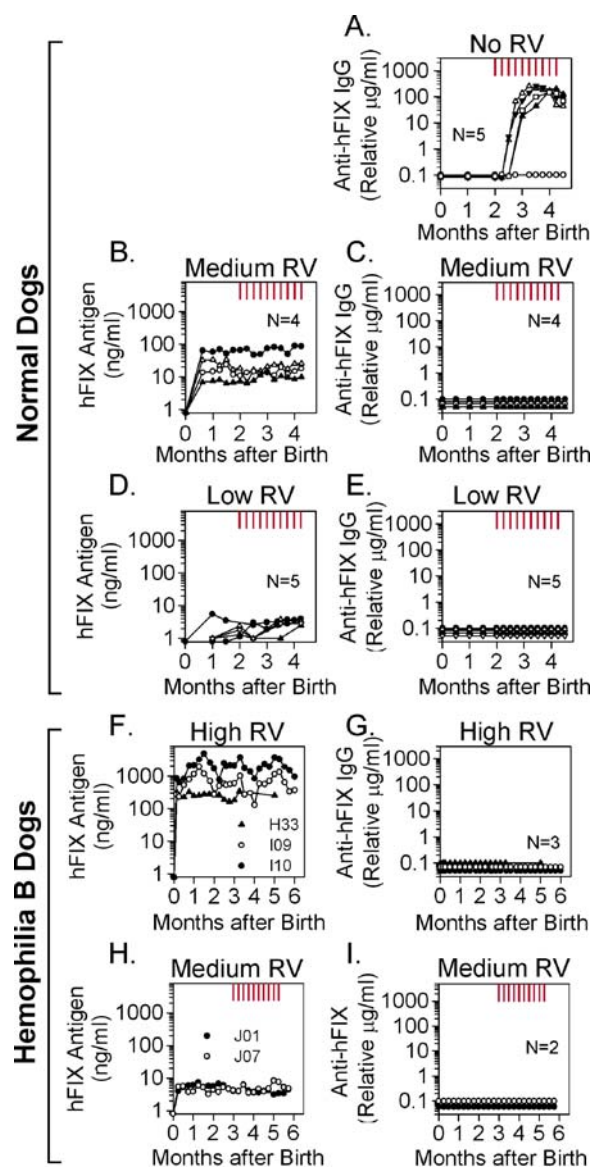 A.
No RV
Anti-hFIX IgG
(Relative µg/ml)
1000
100
10
1
0.1
N=5
0 1 2 3 4
Months after Birth
Normal Dogs
B.
Medium RV
hFIX Antigen
(ng/ml)
1000
100
10
1
N=4
0 1 2 3 4
Months after Birth
C.
Medium RV
Anti-hFIX IgG
(Relative µg/ml)
1000
100
10
1
0.1
N=4
0 1 2 3 4
Months after Birth
D.
Low RV
hFIX Antigen
(ng/ml)
1000
100
10
1
N=5
0 1 2 3 4
Months after Birth
E.
Low RV
Anti-hFIX IgG
(Relative µg/ml)
1000
100
10
1
0.1
N=5
0 1 2 3 4
Months after Birth
Hemophilia B Dogs
F.
High RV
hFIX Antigen
(ng/ml)
1000
100
10
1
H33
I09
I10
0 1 2 3 4 5 6
Months after Birth
G.
High RV
Anti-hFIX IgG
(Relative µg/ml)
1000
100
10
1
0.1
N=3
0 1 2 3 4 5 6
Months after Birth
H.
Medium RV
hFIX Antigen
(ng/ml)
1000
100
10
1
J01
J07
0 1 2 3 4 5 6
Months after Birth
I.
Medium RV
Anti-hFIX
(Relative µg/ml)
1000
100
10
1
0.1
N=2
0 1 2 3 4 5 6
Months after Birth